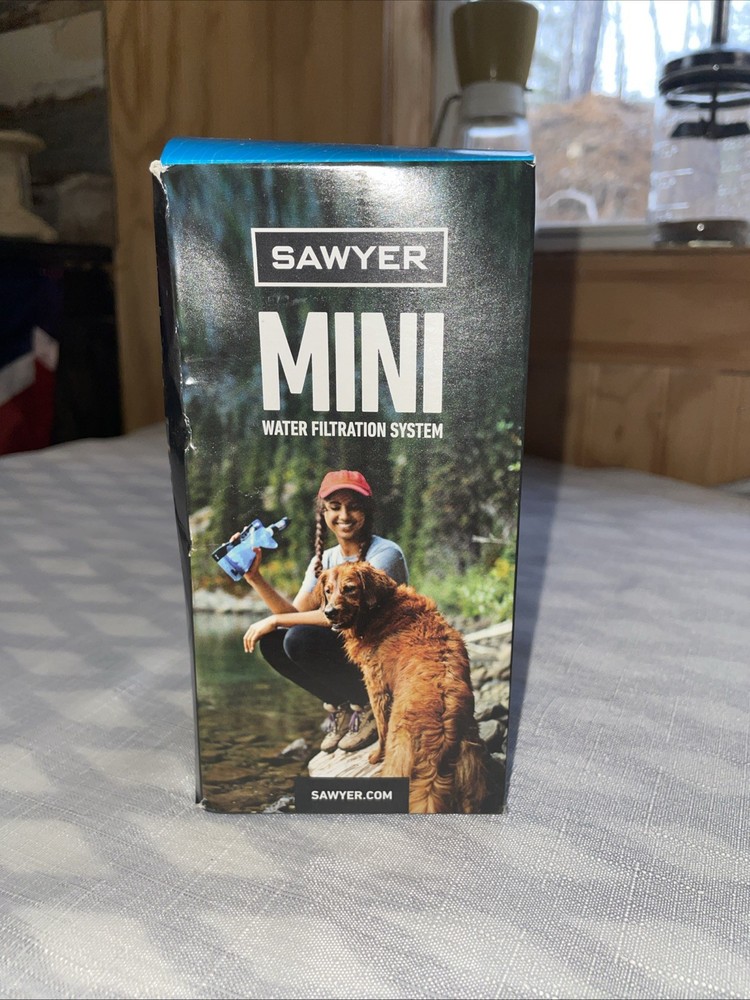 SAWYER
MINI
WATER FILTRATION SYSTEM
SAWYER.COM